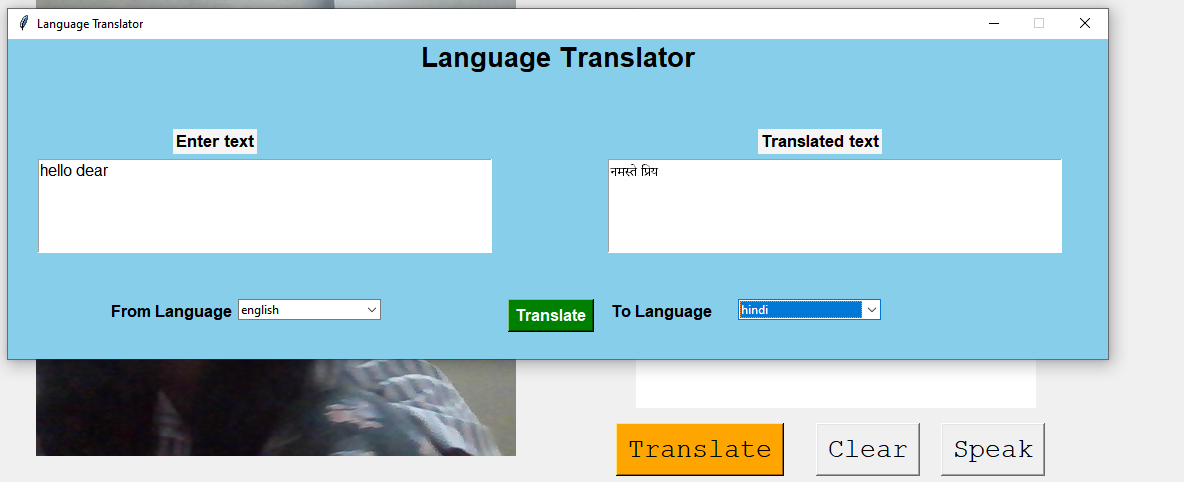 Language Translator
Language Translator
Enter text
Translated text
hello dear
नमस्ते प्रिय
From Language
english
Translate
To Language
hindi
Translate
Clear
Speak